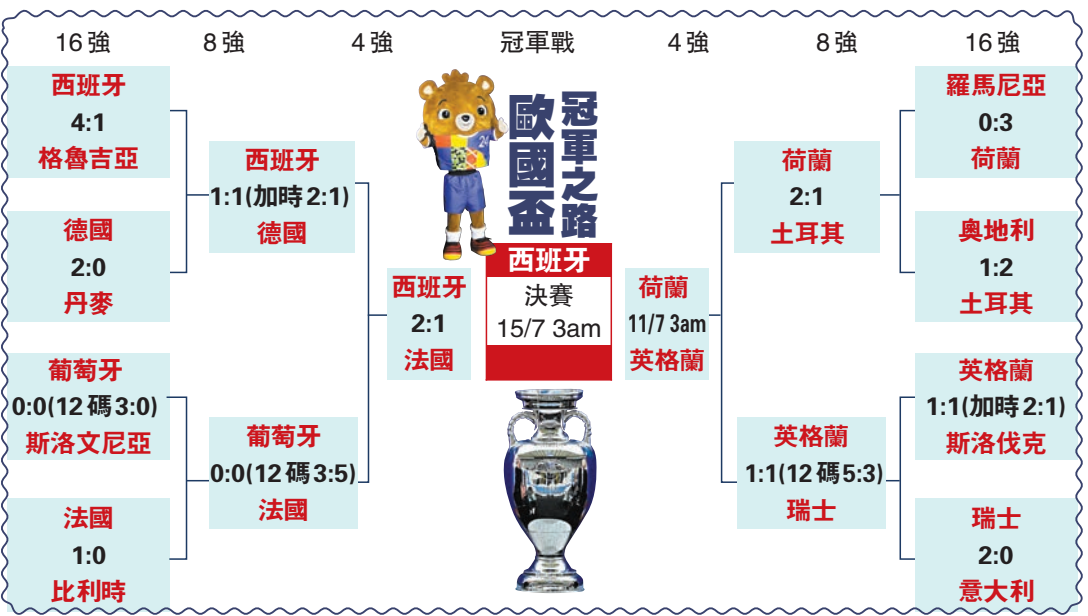 16強
8強
4強
冠軍戰
4強
8強
16強
西班牙
4:1
格魯吉亞
德國
2:0
丹麥
葡萄牙
0:0(12碼3:0)
斯洛文尼亞
法國
1:0
比利時
西班牙
1:1(加時2:1)
德國
葡萄牙
0:0(12碼3:5)
法國
西班牙
2:1
法國
歐國盃
冠軍之路
24
西班牙
決賽
15/7 3am
荷蘭
11/7 3am
英格蘭
荷蘭
2:1
土耳其
英格蘭
1:1(12碼5:3)
瑞士
羅馬尼亞
0:3
荷蘭
奧地利
1:2
土耳其
英格蘭
1:1(加時2:1)
斯洛伐克
瑞士
2:0
意大利